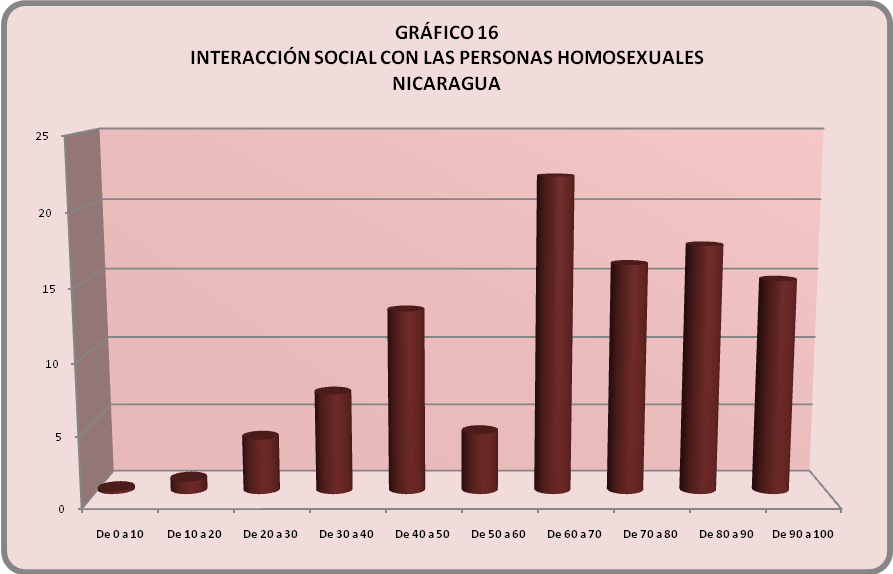 GRÁFICO 16
INTERACCIÓN SOCIAL CON LAS PERSONAS HOMOSEXUALES
NICARAGUA
25
20
15
10
5
0
De 0 a 10 De 10 a 20 De 20 a 30 De 30 a 40 De 40 a 50 De 50 a 60 De 60 a 70 De 70 a 80 De 80 a 90 De 90 a 100